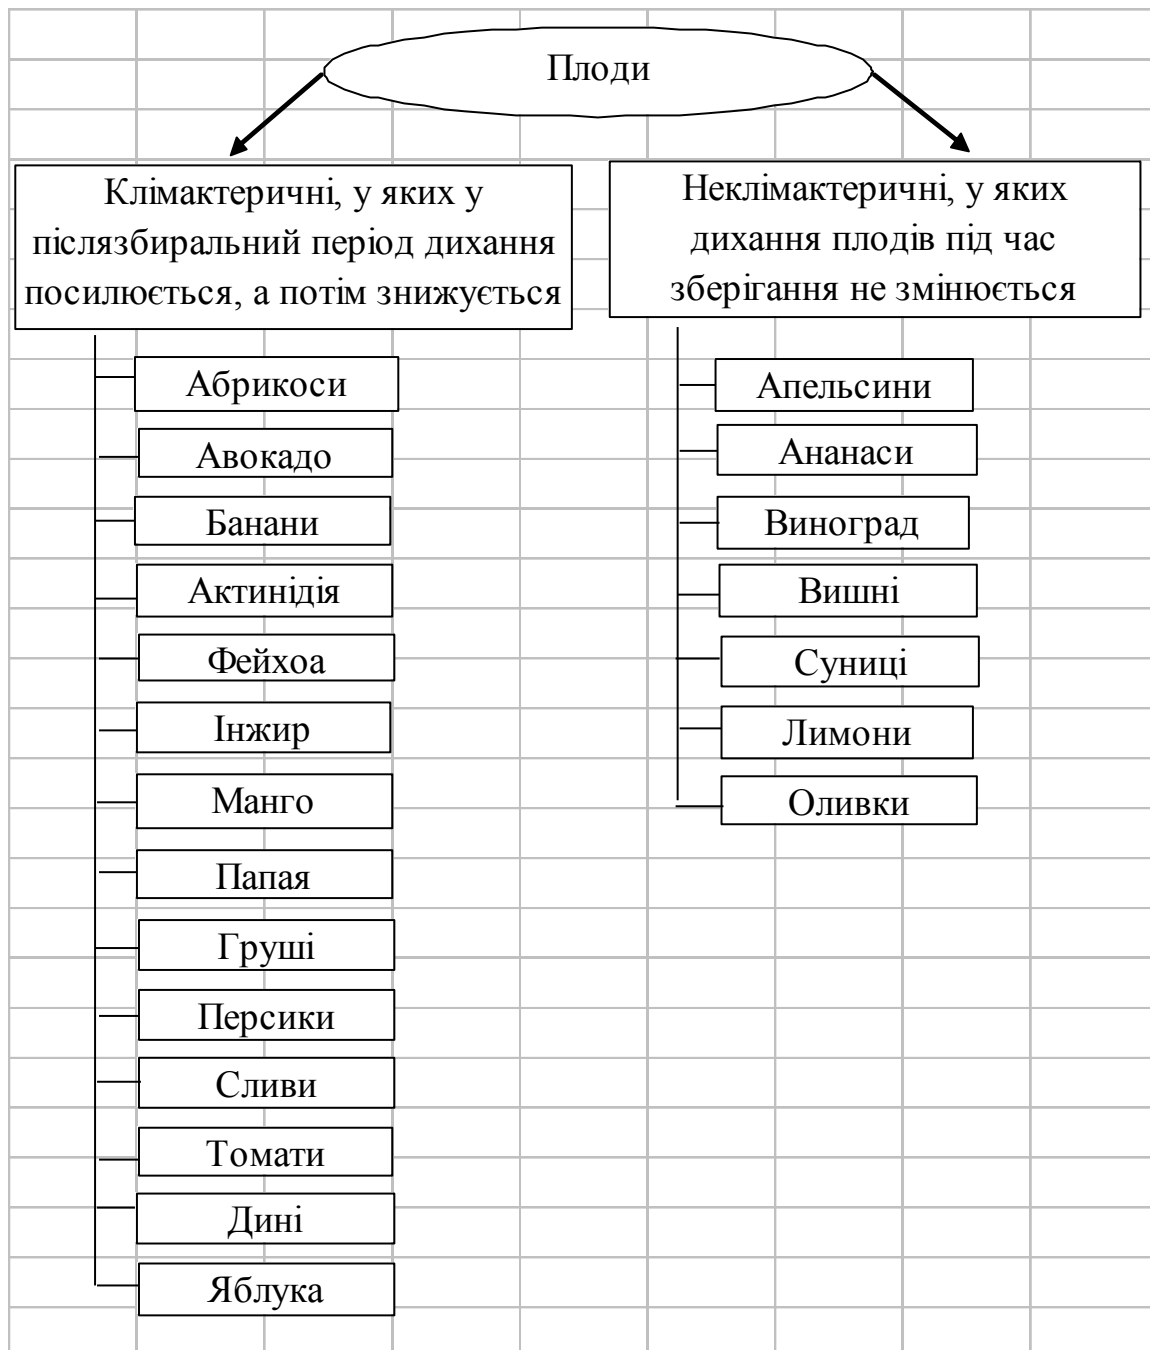 Плоди
Клімактеричні, у яких у
післязбиральний період дихання
посилюється, а потім знижується
Абрикоси
Авокадо
Банани
Актинідія
Фейхоа
Інжир
Манго
Папая
Груші
Персики
Сливи
Томати
Дині
Яблука
Неклімактеричні, у яких
дихання плодів під час
зберігання не змінюється
Апельсини
Ананаси
Виноград
Вишні
Суниці
Лимони
Оливки